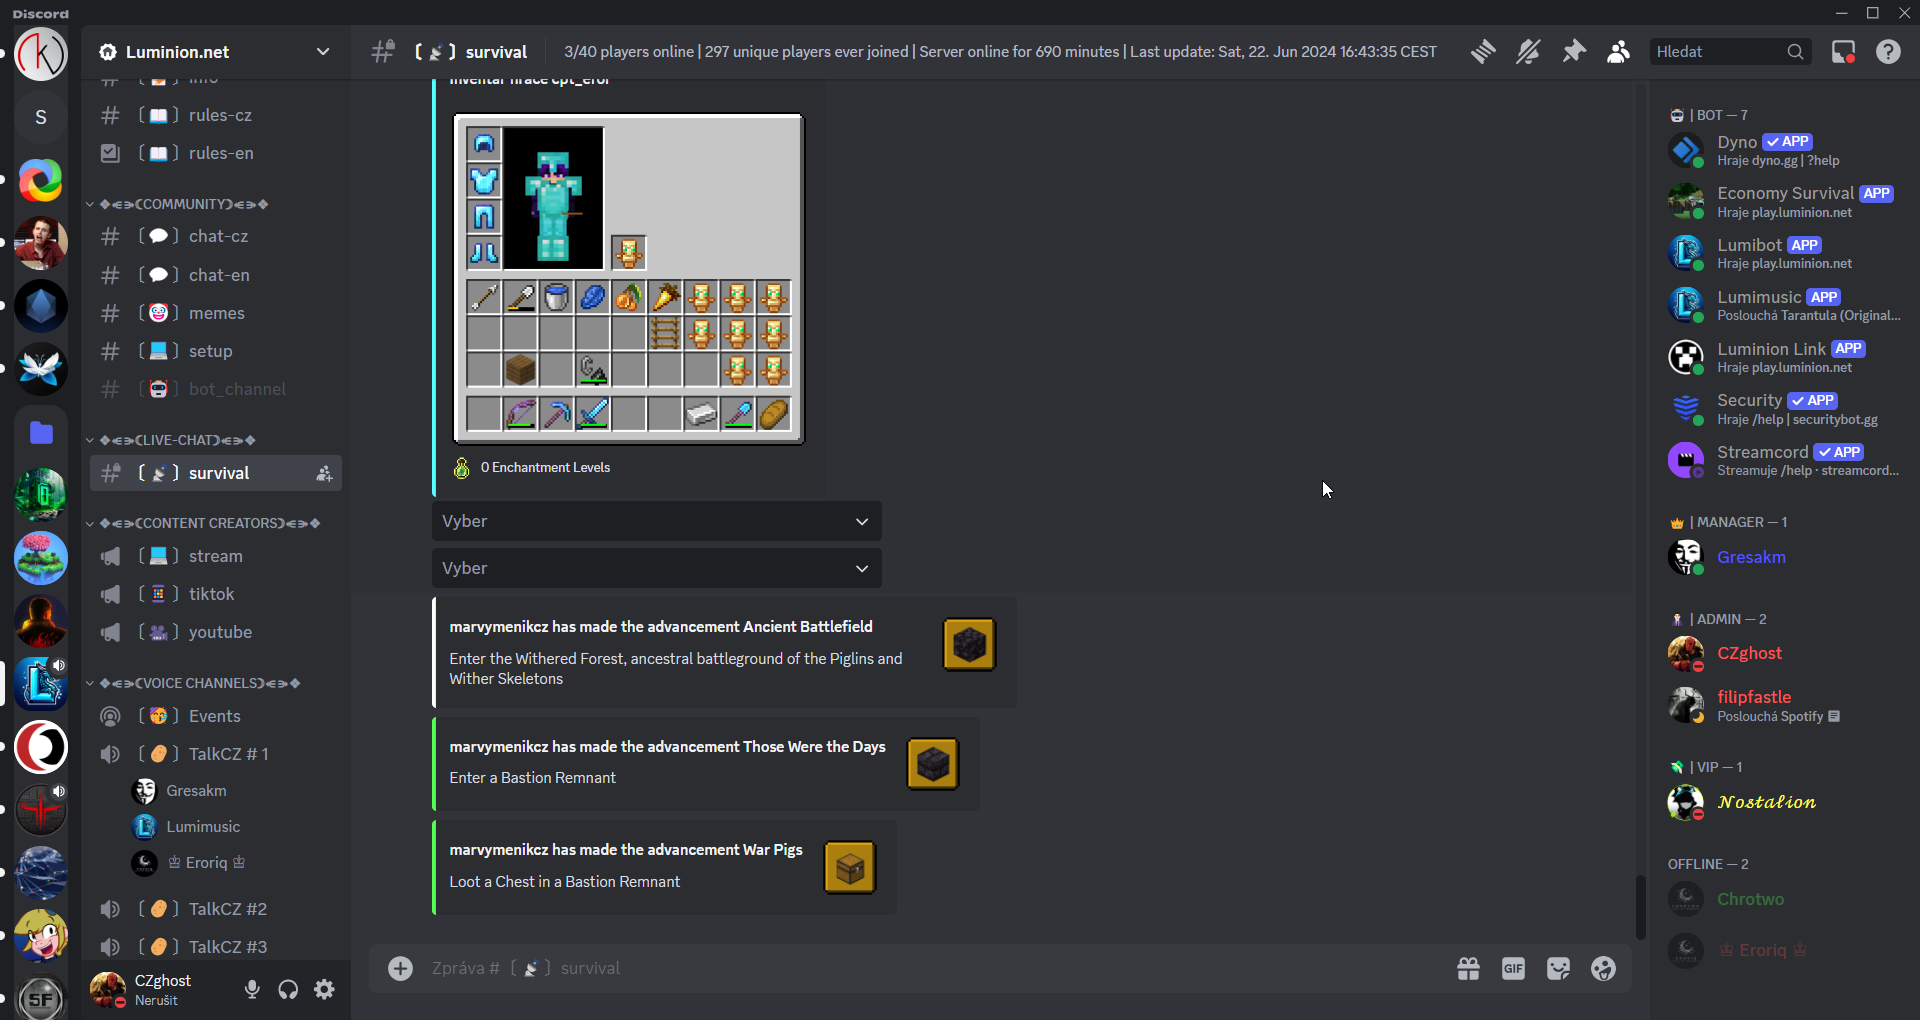 Discord
Luminion.net
info
rules-cz
rules-en
COMMUNITY
chat-cz
chat-en
memes
setup
bot_channel
LIVE-CHAT
survival
CONTENT CREATORS
stream
tiktok
youtube
VOICE CHANNELS
Events
TalkCZ # 1
Gresakm
Lumimusic
♔ Eroriq ♔
TalkCZ #2
TalkCZ #3
CZghost
Nerušit
S
SF
survival
3/40 players online | 297 unique players ever joined | Server online for 690 minutes | Last update: Sat, 22. Jun 2024 16:43:35 CEST
Hledat
Inventář hráče cpt_eror
0 Enchantment Levels
Vyber
Vyber
marvymenikcz has made the advancement Ancient Battlefield
Enter the Withered Forest, ancestral battleground of the Piglins and
Wither Skeletons
marvymenikcz has made the advancement Those Were the Days
Enter a Bastion Remnant
marvymenikcz has made the advancement War Pigs
Loot a Chest in a Bastion Remnant
Zpráva # 〔 〕 survival
GIF
| BOT — 7
Dyno ✓ APP
Hraje dyno.gg | ?help
Economy Survival APP
Hraje play.luminion.net
Lumibot APP
Hraje play.luminion.net
Lumimusic APP
Poslouchá Tarantula (Original...
Luminion Link APP
Hraje play.luminion.net
Security ✓ APP
Hraje /help | securitybot.gg
Streamcord ✓ APP
Streamuje /help · streamcord...
| MANAGER — 1
Gresakm
| ADMIN — 2
CZghost
filipfastle
Poslouchá Spotify
| VIP — 1
𝓝𝓸𝓼𝓽𝓪𝓵𝓲𝓸𝓷
OFFLINE — 2
Chrotwo
♔ Eroriq ♔